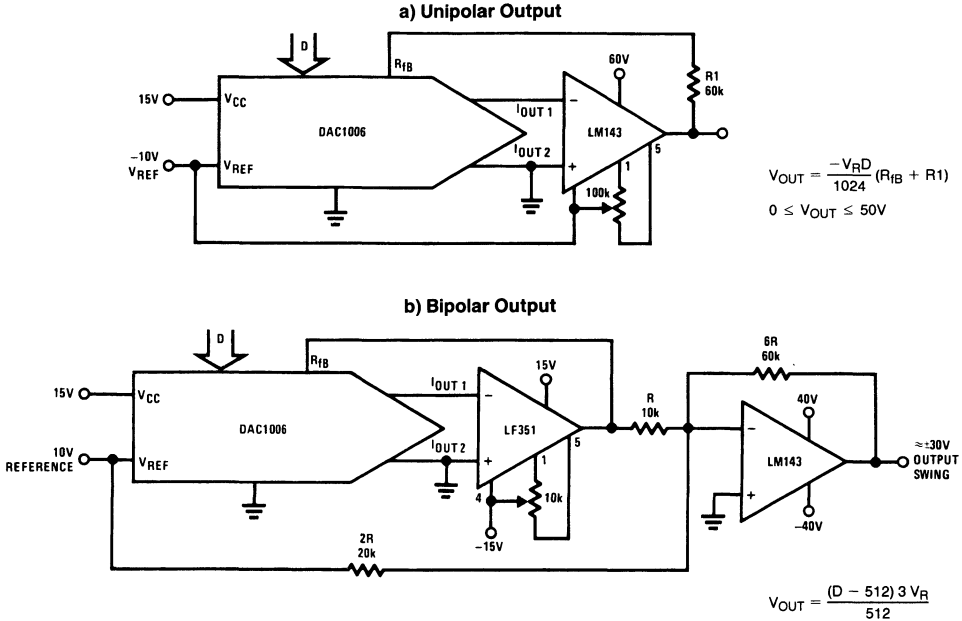 a) Unipolar Output
D
RfB
60V
R1
60k
15V
VCC
IOUT 1
−
DAC1006
LM143
IOUT 2
5
−10V
VREF
VREF
+
1
100k
VOUT = −VRD / 1024 (RfB + R1)
0 ≤ VOUT ≤ 50V
b) Bipolar Output
D
RfB
6R
60k
15V
15V
VCC
IOUT 1
−
R
10k
40V
DAC1006
LF351
5
−
10V
REFERENCE
VREF
IOUT 2
+
1
LM143
≈±30V
OUTPUT
SWING
4
10k
+
−15V
−40V
2R
20k
VOUT = (D − 512) 3 VR / 512